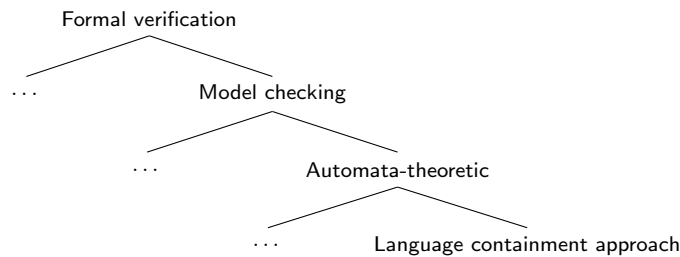 Formal verification
... Model checking
... Automata-theoretic
... Language containment approach